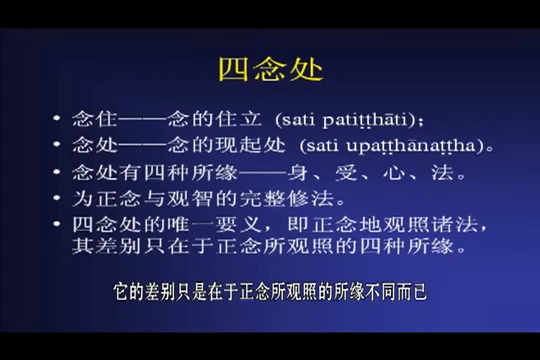 四念处
• 念住——念的住立 (sati patiṭṭhāti)；
• 念处——念的现起处 (sati upaṭṭhānaṭṭha)。
• 念处有四种所缘——身、受、心、法。
• 为正念与观智的完整修法。
• 四念处的唯一要义，即正念地观照诸法，
其差别只在于正念所观照的四种所缘。
它的差别只是在于正念所观照的所缘不同而已